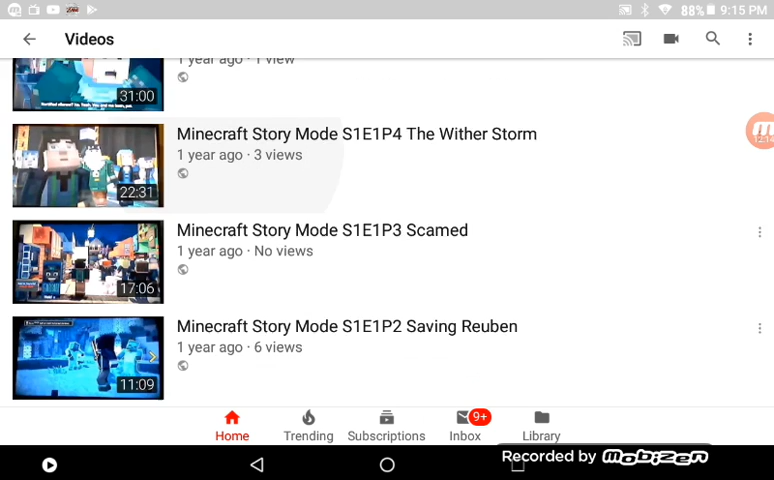 88% 9:15 PM
Videos
1 year ago · 1 view
31:00
Minecraft Story Mode S1E1P4 The Wither Storm
1 year ago · 3 views
22:31
12:14
Minecraft Story Mode S1E1P3 Scamed
1 year ago · No views
17:06
Minecraft Story Mode S1E1P2 Saving Reuben
1 year ago · 6 views
11:09
9+
Home Trending Subscriptions Inbox Library
Recorded by mobizen